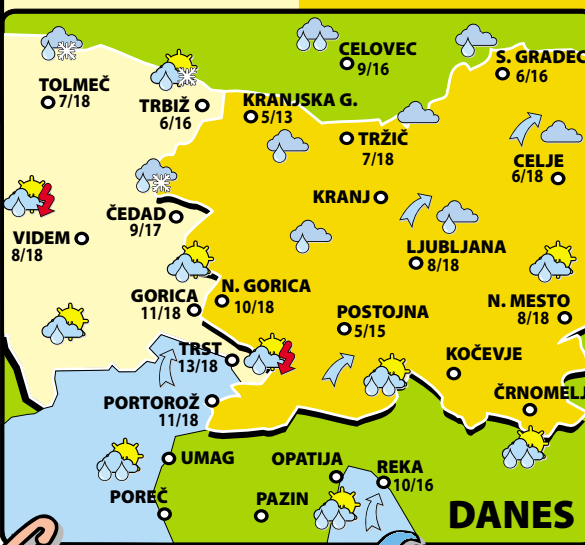 CELOVEC
9/16
S. GRADEC
6/16
TOLMEČ
7/18
TRBIŽ
6/16
KRANJSKA G.
5/13
TRŽIČ
7/18
CELJE
6/18
KRANJ
ČEDAD
9/17
VIDEM
8/18
LJUBLJANA
8/18
GORICA
11/18
N. GORICA
10/18
N. MESTO
8/18
POSTOJNA
5/15
TRST
13/18
KOČEVJE
PORTOROŽ
11/18
ČRNOMELJ
UMAG
OPATIJA
REKA
10/16
POREČ
PAZIN
DANES